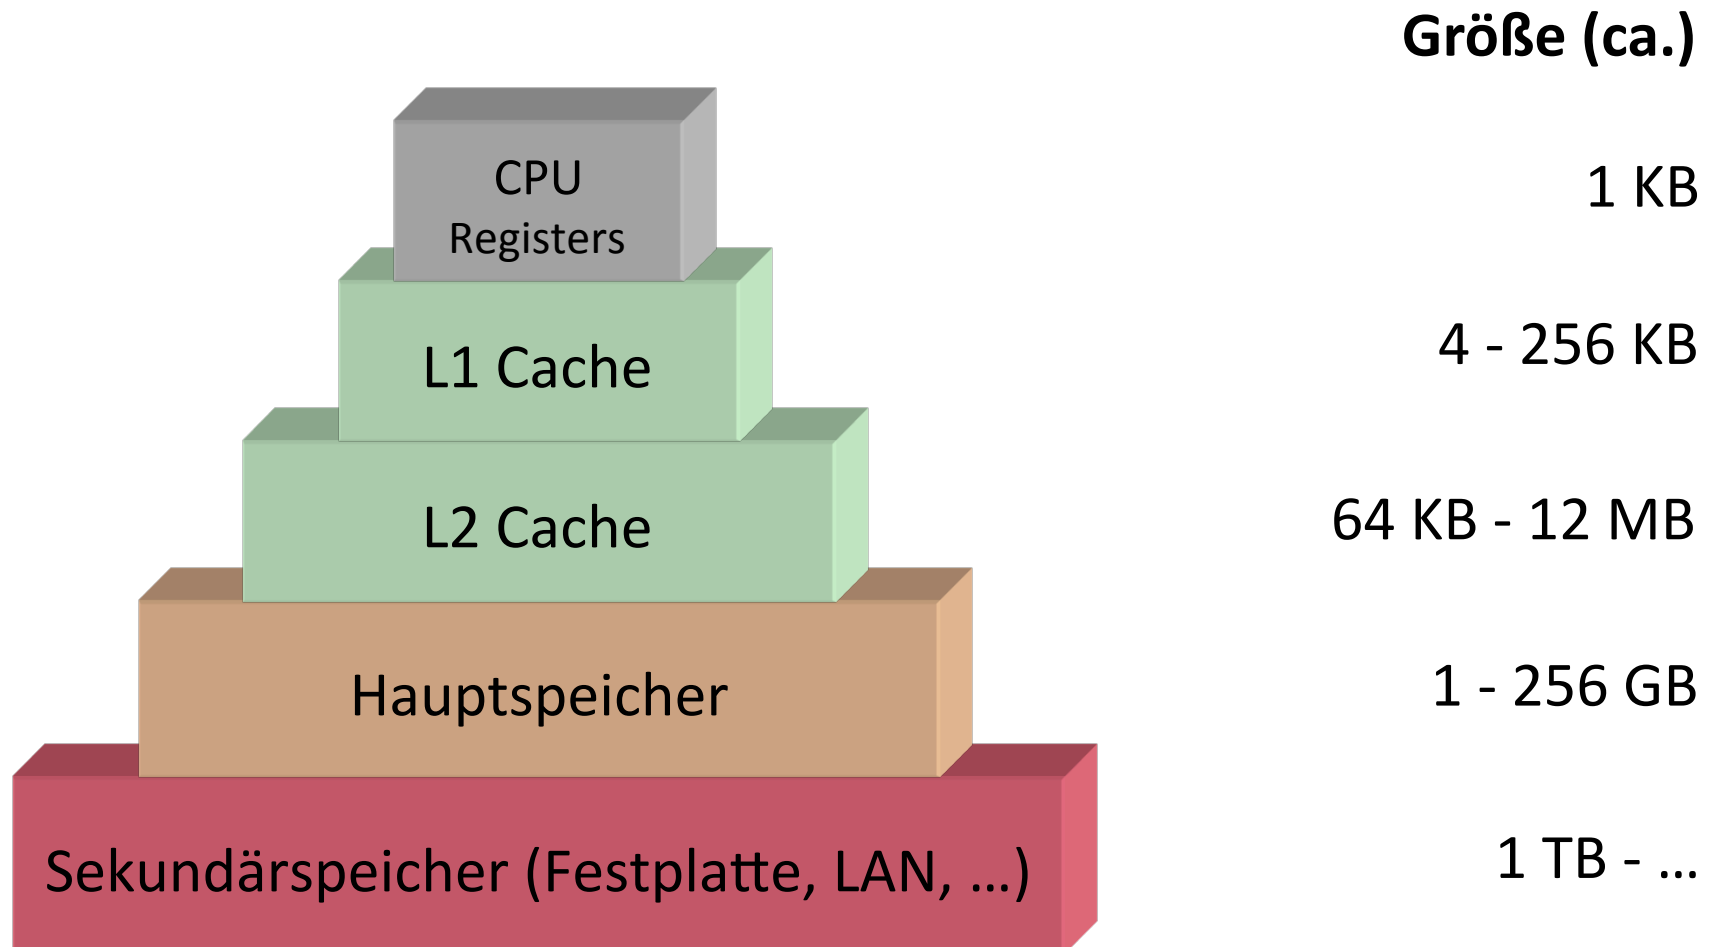 Größe (ca.)
CPU
Registers
1 KB
L1 Cache
4 - 256 KB
L2 Cache
64 KB - 12 MB
Hauptspeicher
1 - 256 GB
Sekundärspeicher (Festplatte, LAN, ...)
1 TB - ...